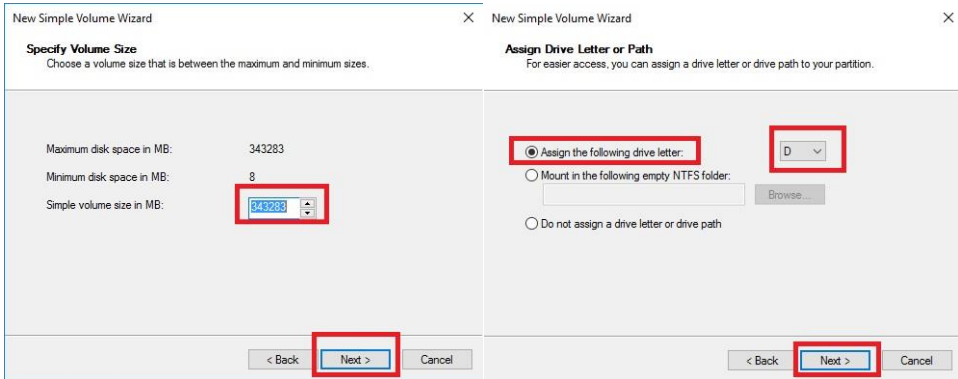 New Simple Volume Wizard
Specify Volume Size
Choose a volume size that is between the maximum and minimum sizes.
Maximum disk space in MB: 343283
Minimum disk space in MB: 8
Simple volume size in MB: 343283
< Back Next > Cancel
New Simple Volume Wizard
Assign Drive Letter or Path
For easier access, you can assign a drive letter or drive path to your partition.
Assign the following drive letter: D
Mount in the following empty NTFS folder:
Browse...
Do not assign a drive letter or drive path
< Back Next > Cancel